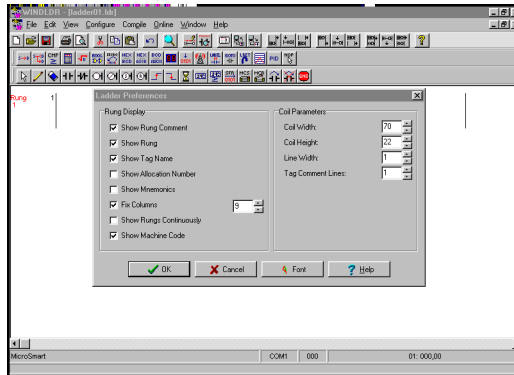 WINDLDR - [ladder01.ldr]
File Edit View Configure Compile Online Window Help
Rung 1
1
Ladder Preferences
Rung Display
Show Rung Comment
Show Rung
Show Tag Name
Show Allocation Number
Show Mnemonics
Fix Columns 9
Show Rungs Continuously
Show Machine Code
Coil Parameters
Coil Width: 70
Coil Height: 22
Line Width: 1
Tag Comment Lines: 1
OK Cancel Font Help
MicroSmart COM1 000 01: 000,00